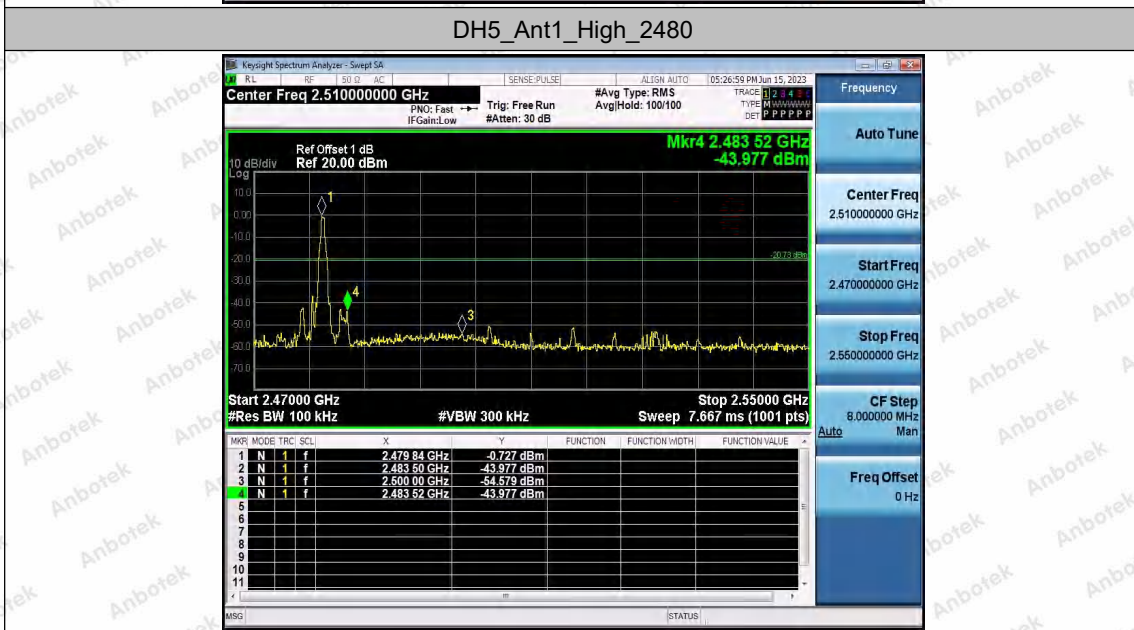 DH5_Ant1_High_2480
Keysight Spectrum Analyzer - Swept SA
RL RF 50 Ω AC SENSE:PULSE ALIGN AUTO 05:26:59 PM Jun 15, 2023
Center Freq 2.510000000 GHz
PNO: Fast
IFGain:Low
Trig: Free Run
#Atten: 30 dB
#Avg Type: RMS
Avg|Hold: 100/100
TRACE 1 2 3 4 5 6
TYPE M W W W W W
DET P P P P P P
Frequency
Mkr4 2.483 52 GHz
-43.977 dBm
Ref Offset 1 dB
10 dB/div Ref 20.00 dBm
Log
10.0
0.00
-10.0
-20.0
-30.0
-40.0
-50.0
-60.0
-70.0
1
4
3
-20.73 dBm
Start 2.47000 GHz Stop 2.55000 GHz
#Res BW 100 kHz #VBW 300 kHz Sweep 7.667 ms (1001 pts)
MKR MODE TRC SCL X Y FUNCTION FUNCTION WIDTH FUNCTION VALUE
1 N 1 f 2.479 84 GHz -0.727 dBm
2 N 1 f 2.483 50 GHz -43.977 dBm
3 N 1 f 2.500 00 GHz -54.579 dBm
4 N 1 f 2.483 52 GHz -43.977 dBm
5
6
7
8
9
10
11
MSG STATUS
Auto Tune
Center Freq
2.510000000 GHz
Start Freq
2.470000000 GHz
Stop Freq
2.550000000 GHz
CF Step
8.000000 MHz
Auto Man
Freq Offset
0 Hz
Anbotek